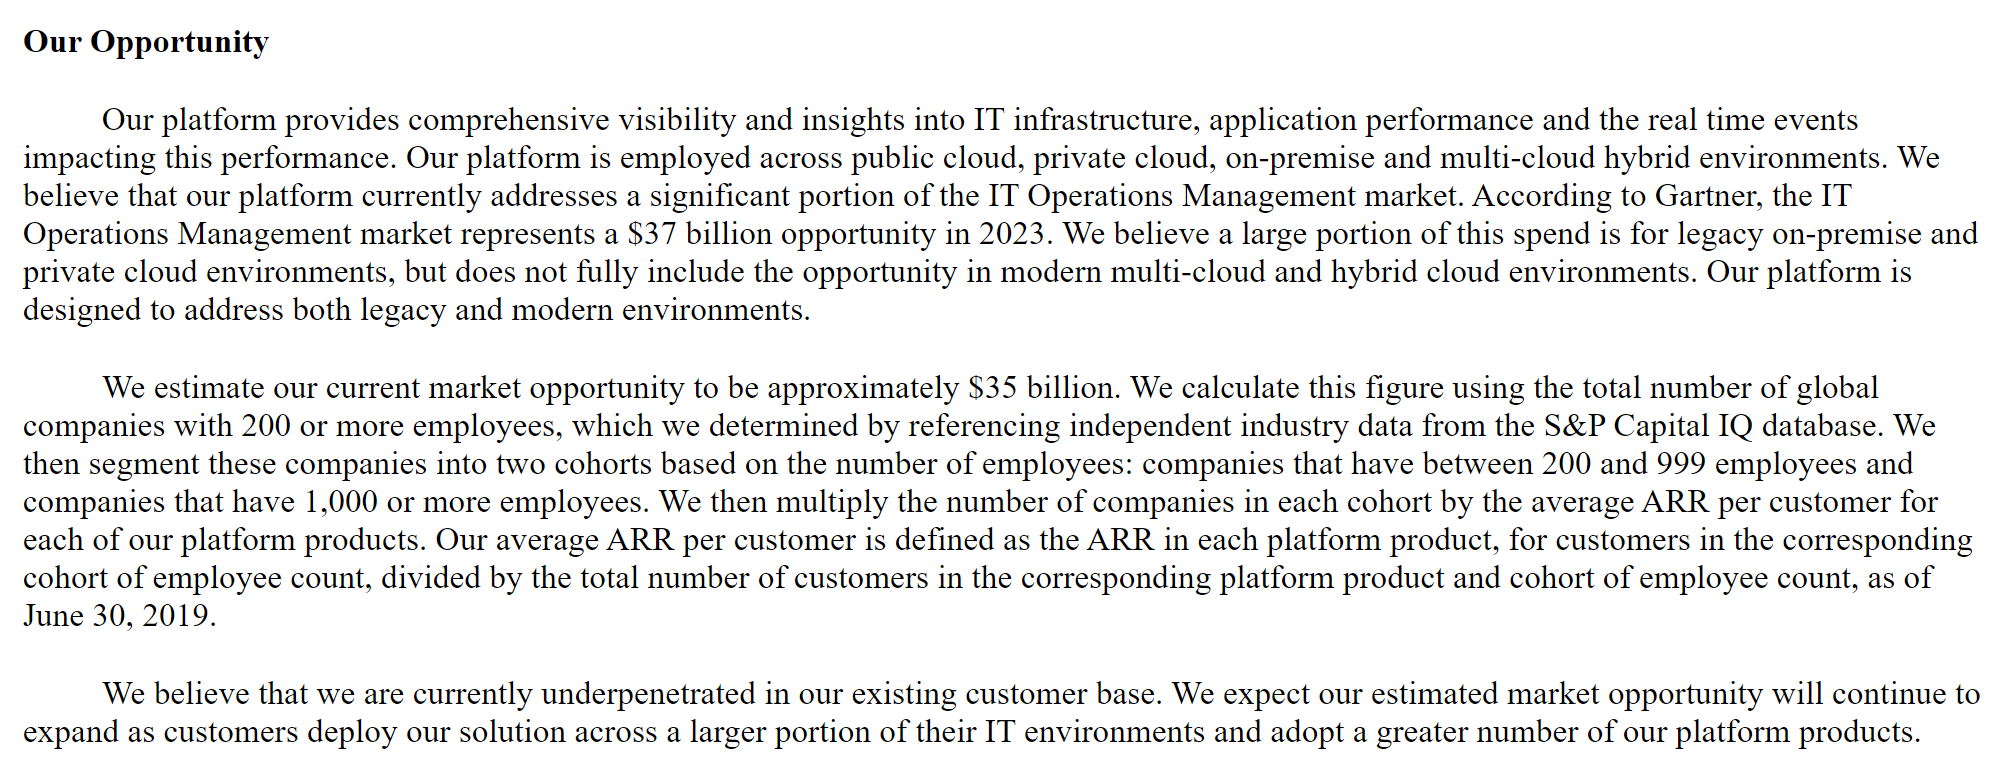 Our Opportunity
Our platform provides comprehensive visibility and insights into IT infrastructure, application performance and the real time events
impacting this performance. Our platform is employed across public cloud, private cloud, on-premise and multi-cloud hybrid environments. We
believe that our platform currently addresses a significant portion of the IT Operations Management market. According to Gartner, the IT
Operations Management market represents a $37 billion opportunity in 2023. We believe a large portion of this spend is for legacy on-premise and
private cloud environments, but does not fully include the opportunity in modern multi-cloud and hybrid cloud environments. Our platform is
designed to address both legacy and modern environments.
We estimate our current market opportunity to be approximately $35 billion. We calculate this figure using the total number of global
companies with 200 or more employees, which we determined by referencing independent industry data from the S&P Capital IQ database. We
then segment these companies into two cohorts based on the number of employees: companies that have between 200 and 999 employees and
companies that have 1,000 or more employees. We then multiply the number of companies in each cohort by the average ARR per customer for
each of our platform products. Our average ARR per customer is defined as the ARR in each platform product, for customers in the corresponding
cohort of employee count, divided by the total number of customers in the corresponding platform product and cohort of employee count, as of
June 30, 2019.
We believe that we are currently underpenetrated in our existing customer base. We expect our estimated market opportunity will continue to
expand as customers deploy our solution across a larger portion of their IT environments and adopt a greater number of our platform products.